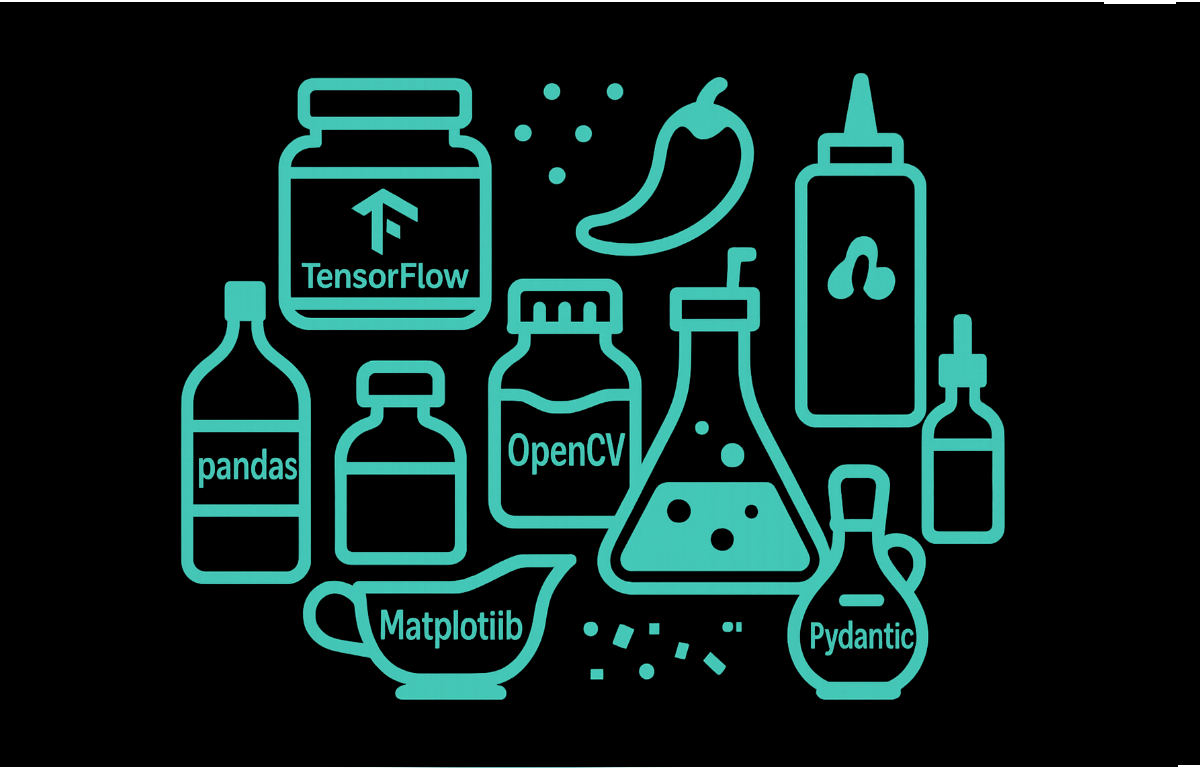 TensorFlow
pandas
OpenCV
Matplotiib
Pydantic